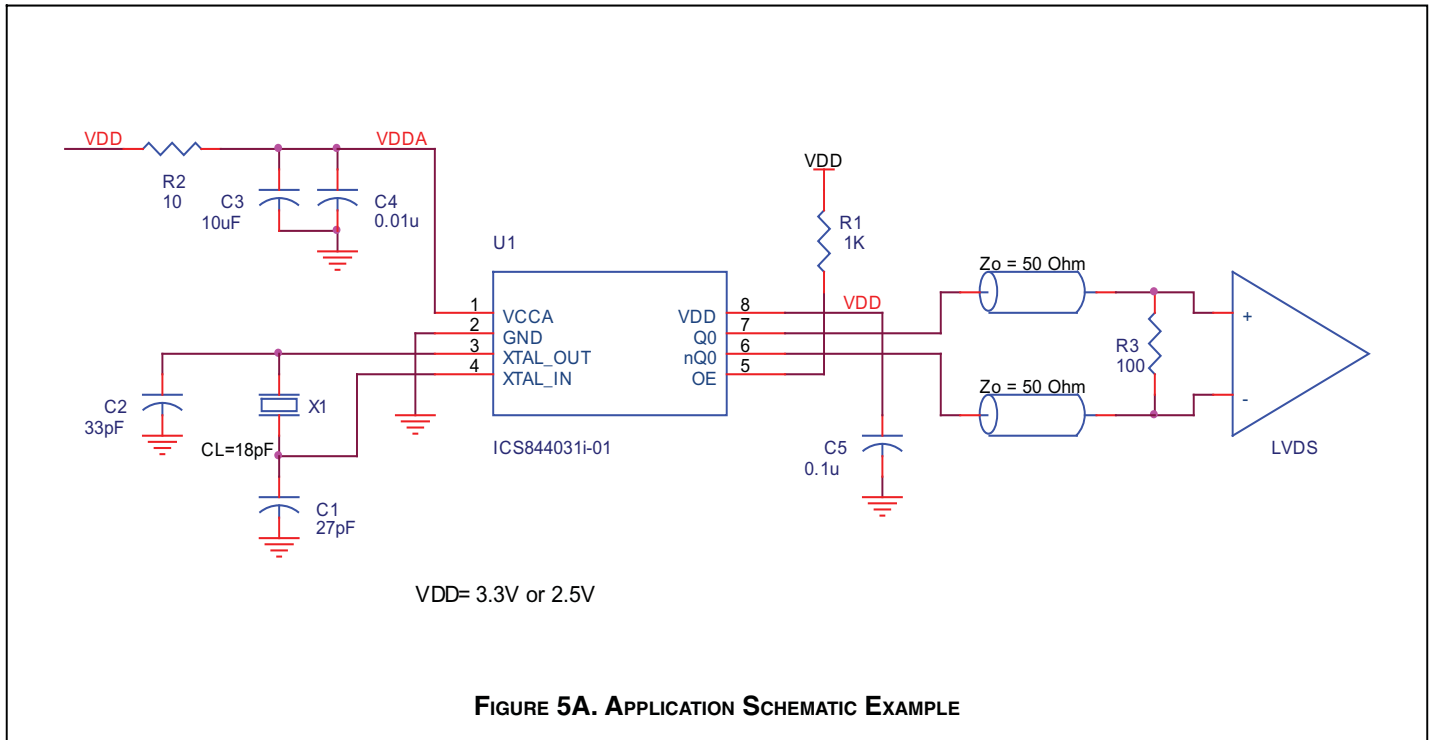 VDD
VDDA
R2
10
C3
10uF
C4
0.01u
U1
VDD
R1
1K
VDD
Zo = 50 Ohm
1
2
3
4
VCCA
GND
XTAL_OUT
XTAL_IN
VDD
Q0
nQ0
OE
8
7
6
5
R3
100
+
-
Zo = 50 Ohm
C2
33pF
X1
CL=18pF
ICS844031i-01
C5
0.1u
LVDS
C1
27pF
VDD= 3.3V or 2.5V
FIGURE 5A. APPLICATION SCHEMATIC EXAMPLE